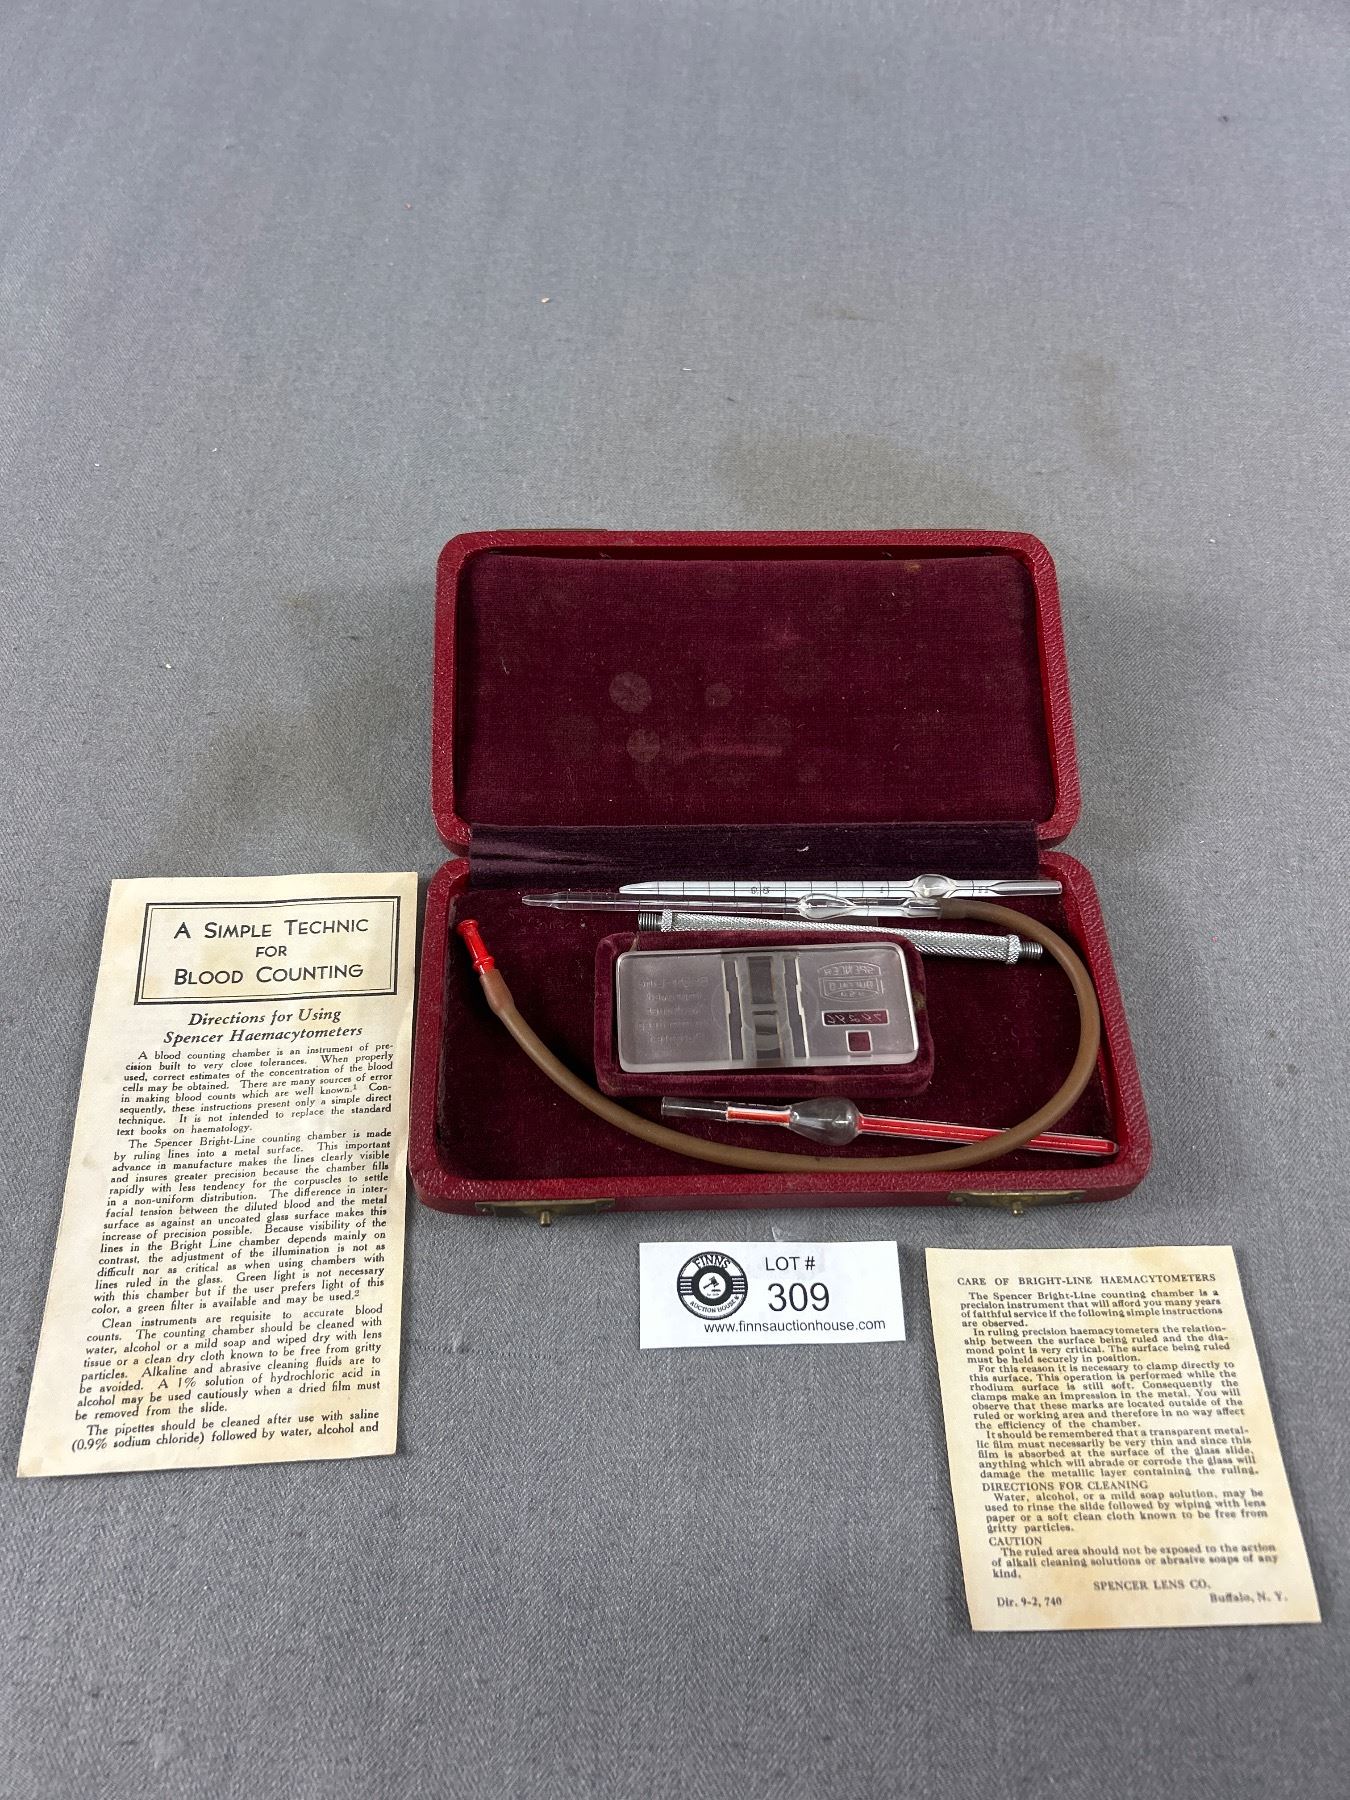 A SIMPLE TECHNIC
FOR
BLOOD COUNTING
Directions for Using
Spencer Haemacytometers
A blood counting chamber is an instrument of pre-
cision built to very close tolerances. When properly
used, correct estimates of the concentration of the blood
cells may be obtained. There are many sources of error
in making blood counts which are well known.¹ Con-
sequently, these instructions present only a simple direct
technique. It is not intended to replace the standard
text books on haematology.
The Spencer Bright-Line counting chamber is made
by ruling lines into a metal surface. This important
advance in manufacture makes the lines clearly visible
and insures greater precision because the chamber fills
rapidly with less tendency for the corpuscles to settle
in a non-uniform distribution. The difference in inter-
facial tension between the diluted blood and the metal
surface as against an uncoated glass surface makes this
increase of precision possible. Because visibility of the
lines in the Bright Line chamber depends mainly on
contrast, the adjustment of the illumination is not as
difficult nor as critical as when using chambers with
lines ruled in the glass. Green light is not necessary
with this chamber but if the user prefers light of this
color, a green filter is available and may be used.²
Clean instruments are requisite to accurate blood
counts. The counting chamber should be cleaned with
water, alcohol or a mild soap and wiped dry with lens
tissue or a clean dry cloth known to be free from gritty
particles. Alkaline and abrasive cleaning fluids are to
be avoided. A 1% solution of hydrochloric acid in
alcohol may be used cautiously when a dried film must
be removed from the slide.
The pipettes should be cleaned after use with saline
(0.9% sodium chloride) followed by water, alcohol and
SPENCER
BUFFALO
USA
FINNS
AUCTION HOUSE
LOT #
309
www.finnsauctionhouse.com
CARE OF BRIGHT-LINE HAEMACYTOMETERS
The Spencer Bright-Line counting chamber is a
precision instrument that will afford you many years
of faithful service if the following simple instructions
are observed.
In ruling precision haemacytometers the relation-
ship between the surface being ruled and the dia-
mond point is very critical. The surface being ruled
must be held securely in position.
For this reason it is necessary to clamp directly to
this surface. This operation is performed while the
rhodium surface is still soft. Consequently the
clamps make an impression in the metal. You will
observe that these marks are located outside of the
ruled or working area and therefore in no way affect
the efficiency of the chamber.
It should be remembered that a transparent metal-
lic film must necessarily be very thin and since this
film is absorbed at the surface of the glass slide,
anything which will abrade or corrode the glass will
damage the metallic layer containing the ruling.
DIRECTIONS FOR CLEANING
Water, alcohol, or a mild soap solution, may be
used to rinse the slide followed by wiping with lens
paper or a soft clean cloth known to be free from
gritty particles.
CAUTION
The ruled area should not be exposed to the action
of alkali cleaning solutions or abrasive soaps of any
kind.
SPENCER LENS CO.
Dir. 9-2, 740 Buffalo, N. Y.